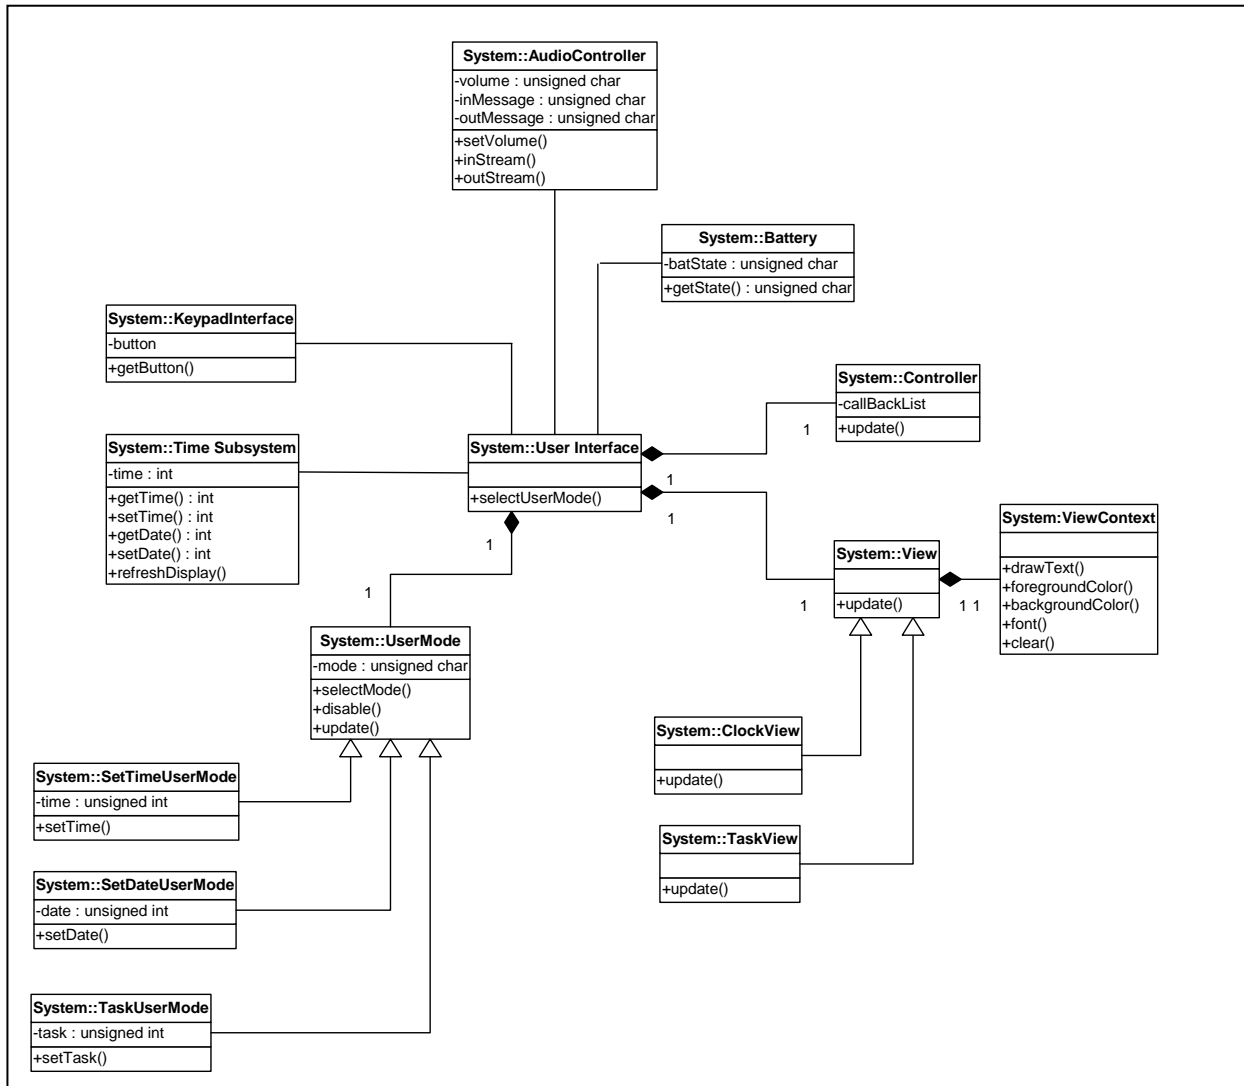 System::AudioController
-volume : unsigned char
-inMessage : unsigned char
-outMessage : unsigned char
+setVolume()
+inStream()
+outStream()
System::Battery
-batState : unsigned char
+getState() : unsigned char
System::KeypadInterface
-button
+getButton()
System::Controller
-callBackList
+update()
1
System::Time Subsystem
-time : int
+getTime() : int
+setTime() : int
+getDate() : int
+setDate() : int
+refreshDisplay()
System::User Interface
+selectUserMode()
1
1
1
1
System:ViewContext
+drawText()
+foregroundColor()
+backgroundColor()
+font()
+clear()
System::View
+update()
1
1 1
System::UserMode
-mode : unsigned char
+selectMode()
+disable()
+update()
System::ClockView
+update()
System::SetTimeUserMode
-time : unsigned int
+setTime()
System::TaskView
+update()
System::SetDateUserMode
-date : unsigned int
+setDate()
System::TaskUserMode
-task : unsigned int
+setTask()